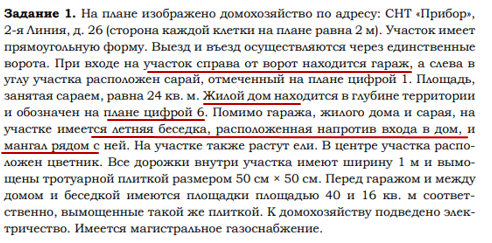 Задание 1. На плане изображено домохозяйство по адресу: СНТ «Прибор»,
2-я Линия, д. 26 (сторона каждой клетки на плане равна 2 м). Участок имеет
прямоугольную форму. Выезд и въезд осуществляются через единственные
ворота. При входе на участок справа от ворот находится гараж, а слева в
углу участка расположен сарай, отмеченный на плане цифрой 1. Площадь,
занятая сараем, равна 24 кв. м. Жилой дом находится в глубине территории
и обозначен на плане цифрой 6. Помимо гаража, жилого дома и сарая, на
участке имеется летняя беседка, расположенная напротив входа в дом, и
мангал рядом с ней. На участке также растут ели. В центре участка распо-
ложен цветник. Все дорожки внутри участка имеют ширину 1 м и вымо-
щены тротуарной плиткой размером 50 см × 50 см. Перед гаражом и между
домом и беседкой имеются площадки площадью 40 и 16 кв. м соответ-
ственно, вымощенные такой же плиткой. К домохозяйству подведено элек-
тричество. Имеется магистральное газоснабжение.